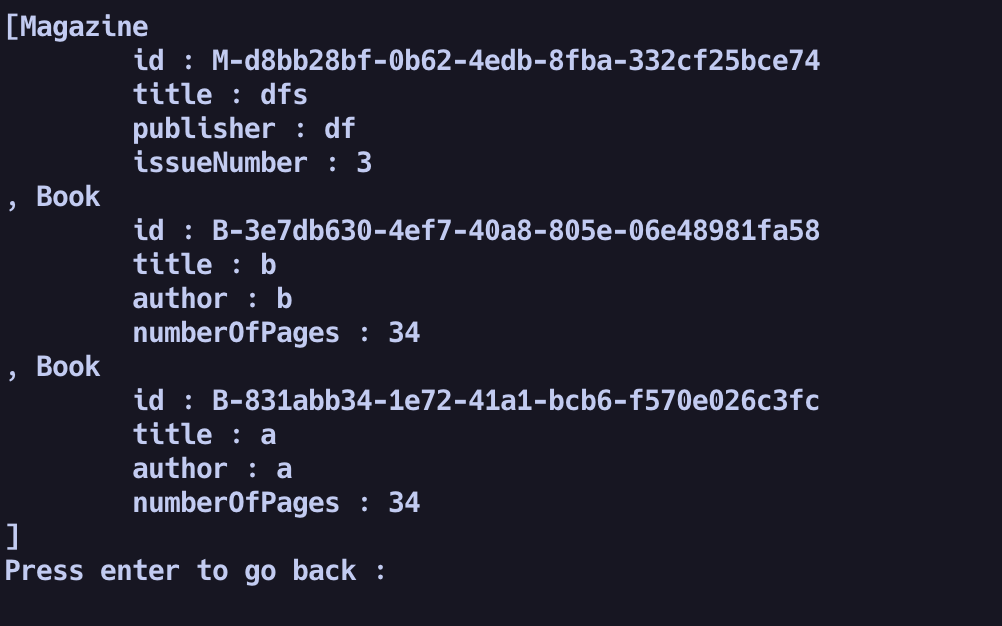 [Magazine
        id : M-d8bb28bf-0b62-4edb-8fba-332cf25bce74
        title : dfs
        publisher : df
        issueNumber : 3
, Book
        id : B-3e7db630-4ef7-40a8-805e-06e48981fa58
        title : b
        author : b
        numberOfPages : 34
, Book
        id : B-831abb34-1e72-41a1-bcb6-f570e026c3fc
        title : a
        author : a
        numberOfPages : 34
]
Press enter to go back :